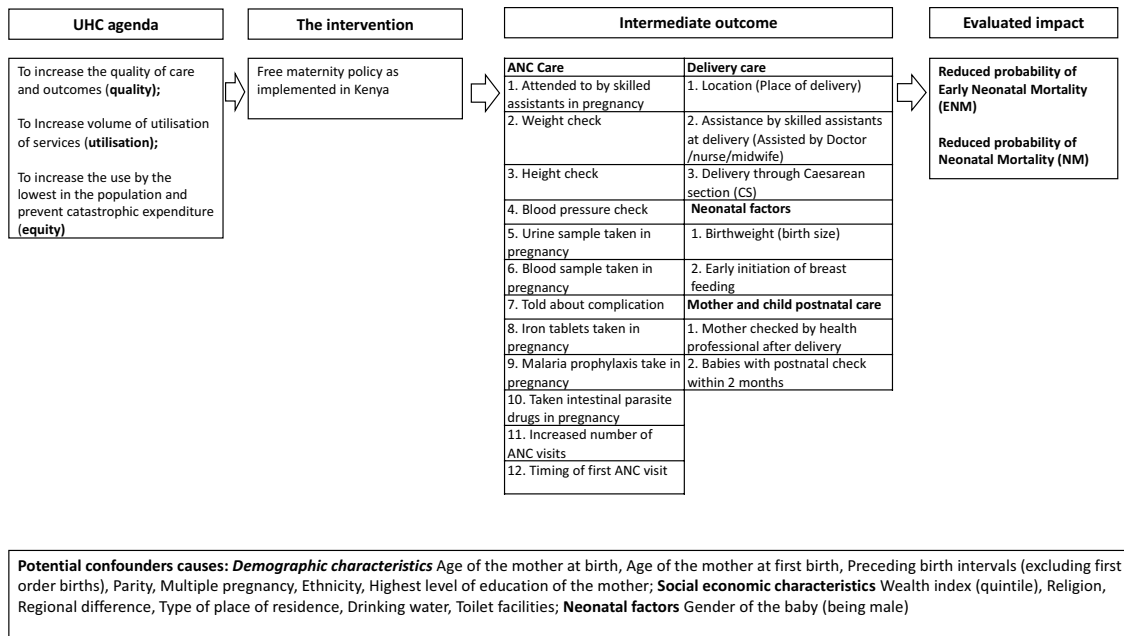 UHC agenda
The intervention
Intermediate outcome
Evaluated impact
To increase the quality of care
and outcomes (quality);
To Increase volume of utilisation
of services (utilisation);
To increase the use by the
lowest in the population and
prevent catastrophic expenditure
(equity)
Free maternity policy as
implemented in Kenya
ANC Care
1. Attended to by skilled
assistants in pregnancy
2. Weight check
3. Height check
4. Blood pressure check
5. Urine sample taken in
pregnancy
6. Blood sample taken in
pregnancy
7. Told about complication
8. Iron tablets taken in
pregnancy
9. Malaria prophylaxis take in
pregnancy
10. Taken intestinal parasite
drugs in pregnancy
11. Increased number of
ANC visits
12. Timing of first ANC visit
Delivery care
1. Location (Place of delivery)
2. Assistance by skilled assistants
at delivery (Assisted by Doctor
/nurse/midwife)
3. Delivery through Caesarean
section (CS)
Neonatal factors
1. Birthweight (birth size)
2. Early initiation of breast
feeding
Mother and child postnatal care
1. Mother checked by health
professional after delivery
2. Babies with postnatal check
within 2 months
Reduced probability of
Early Neonatal Mortality
(ENM)
Reduced probability of
Neonatal Mortality (NM)
Potential confounders causes: Demographic characteristics Age of the mother at birth, Age of the mother at first birth, Preceding birth intervals (excluding first
order births), Parity, Multiple pregnancy, Ethnicity, Highest level of education of the mother; Social economic characteristics Wealth index (quintile), Religion,
Regional difference, Type of place of residence, Drinking water, Toilet facilities; Neonatal factors Gender of the baby (being male)